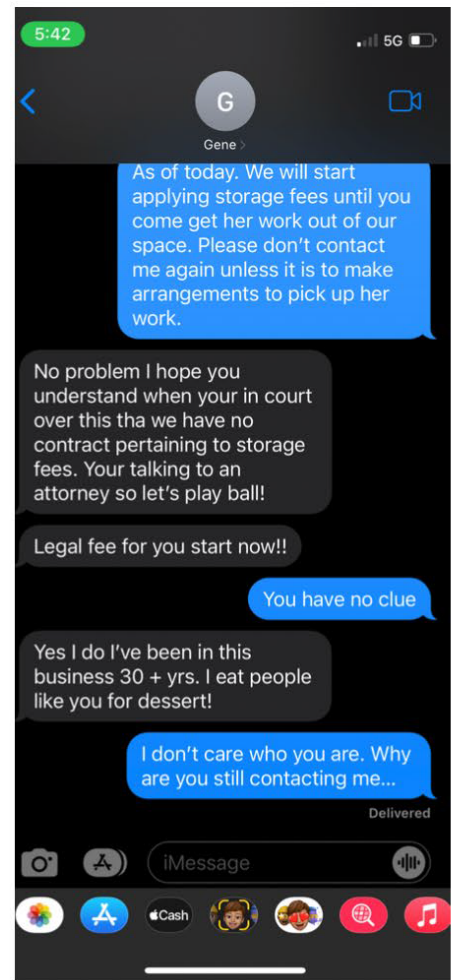 5:42
5G
G
Gene
As of today. We will start
applying storage fees until you
come get her work out of our
space. Please don't contact
me again unless it is to make
arrangements to pick up her
work.
No problem I hope you
understand when your in court
over this tha we have no
contract pertaining to storage
fees. Your talking to an
attorney so let's play ball!
Legal fee for you start now!!
You have no clue
Yes I do I've been in this
business 30 + yrs. I eat people
like you for dessert!
I don't care who you are. Why
are you still contacting me...
Delivered
iMessage
Cash